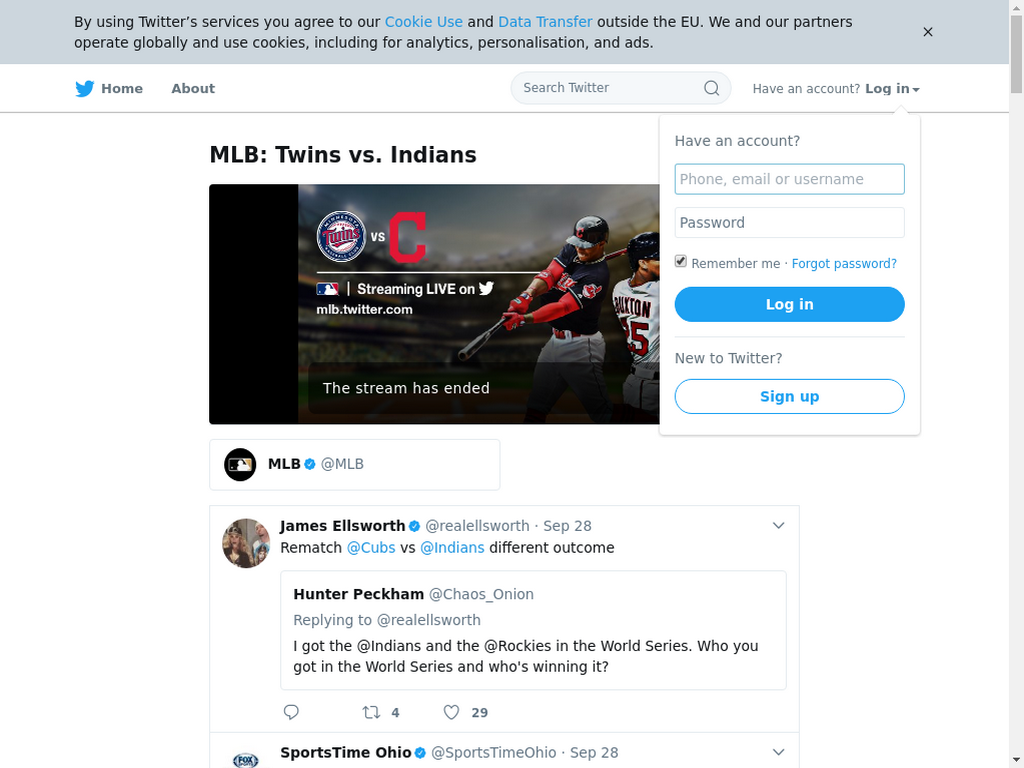 By using Twitter’s services you agree to our Cookie Use and Data Transfer outside the EU. We and our partners
operate globally and use cookies, including for analytics, personalisation, and ads.
Home About Search Twitter Have an account? Log in
MLB: Twins vs. Indians
Have an account?
Phone, email or username
Password
Remember me · Forgot password?
Log in
New to Twitter?
Sign up
MINNESOTA
Twins
BASEBALL CLUB
VS
C
Streaming LIVE on
mlb.twitter.com
BUXTON
25
The stream has ended
MLB @MLB
James Ellsworth @realellsworth · Sep 28
Rematch @Cubs vs @Indians different outcome
Hunter Peckham @Chaos_Onion
Replying to @realellsworth
I got the @Indians and the @Rockies in the World Series. Who you
got in the World Series and who's winning it?
4 29
FOX
SportsTime Ohio @SportsTimeOhio · Sep 28